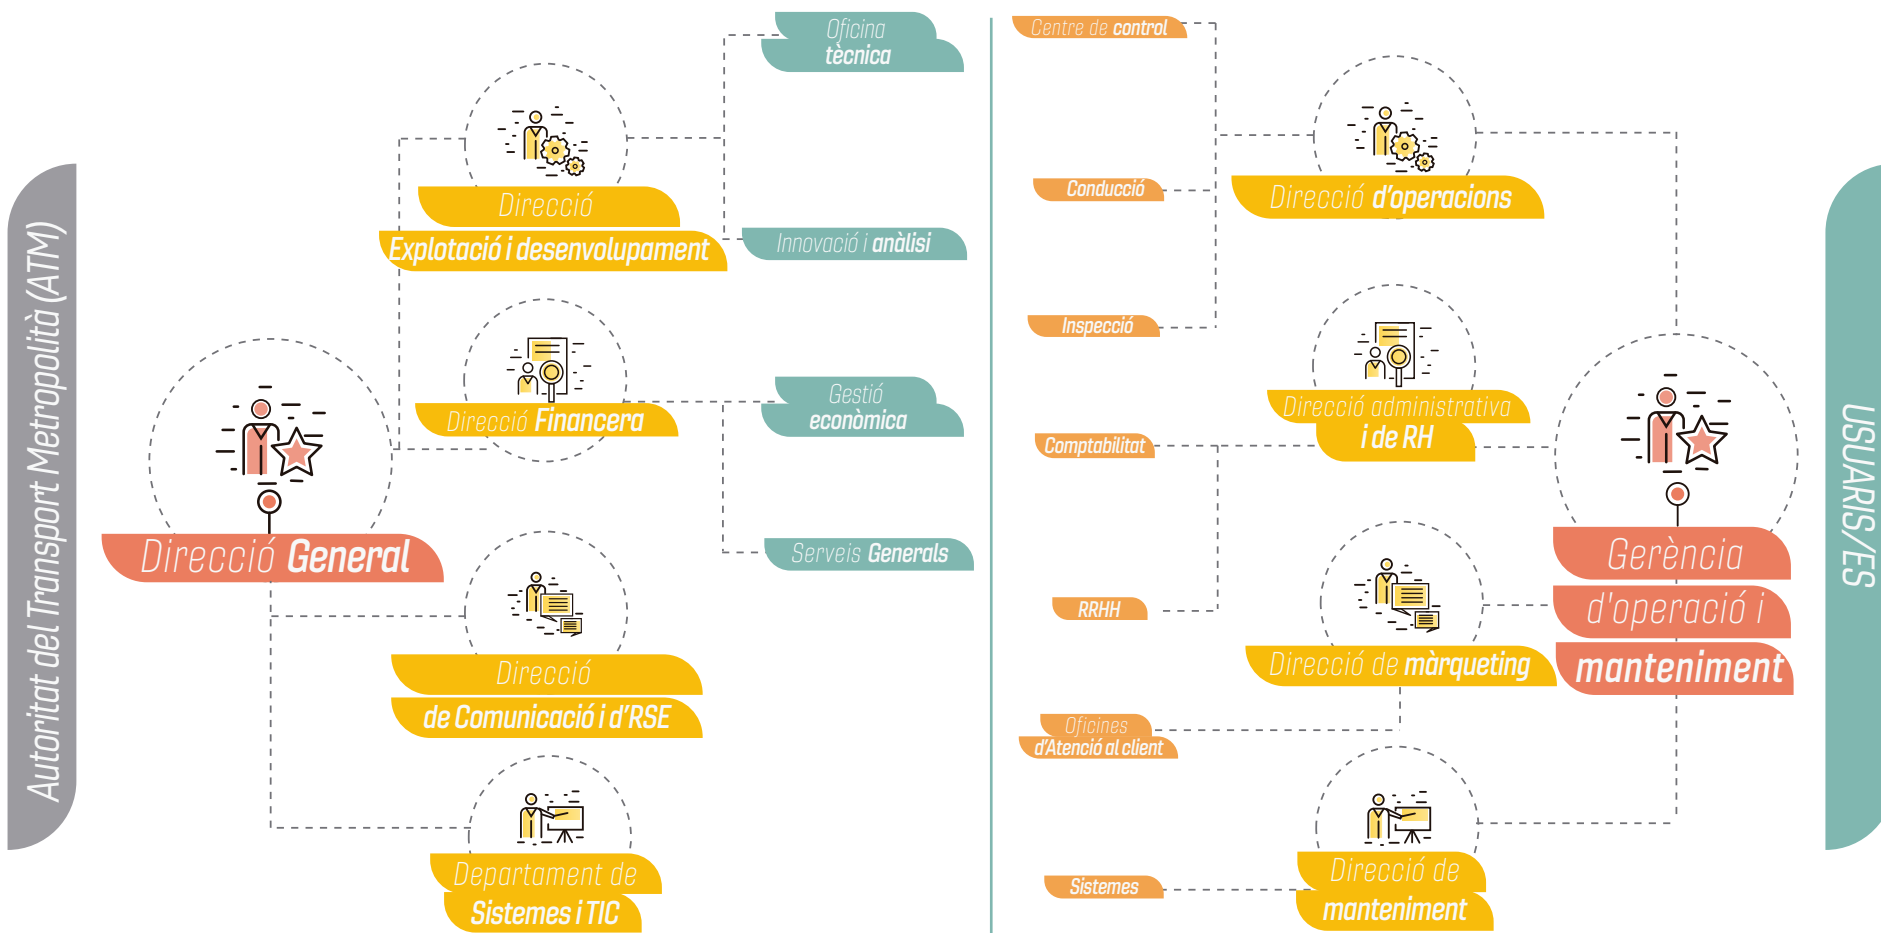 Autoritat del Transport Metropolità (ATM)
Direcció General
Direcció
Explotació i desenvolupament
Oficina
tècnica
Innovació i anàlisi
Direcció Financera
Gestió
econòmica
Serveis Generals
Direcció
de Comunicació i d'RSE
Departament de
Sistemes i TIC
Centre de control
Conducció
Inspecció
Direcció d'operacions
Comptabilitat
RRHH
Direcció administrativa
i de RH
Oficines
d'Atenció al client
Direcció de màrqueting
Sistemes
Direcció de
manteniment
Gerència
d'operació i
manteniment
USUARIS/ES